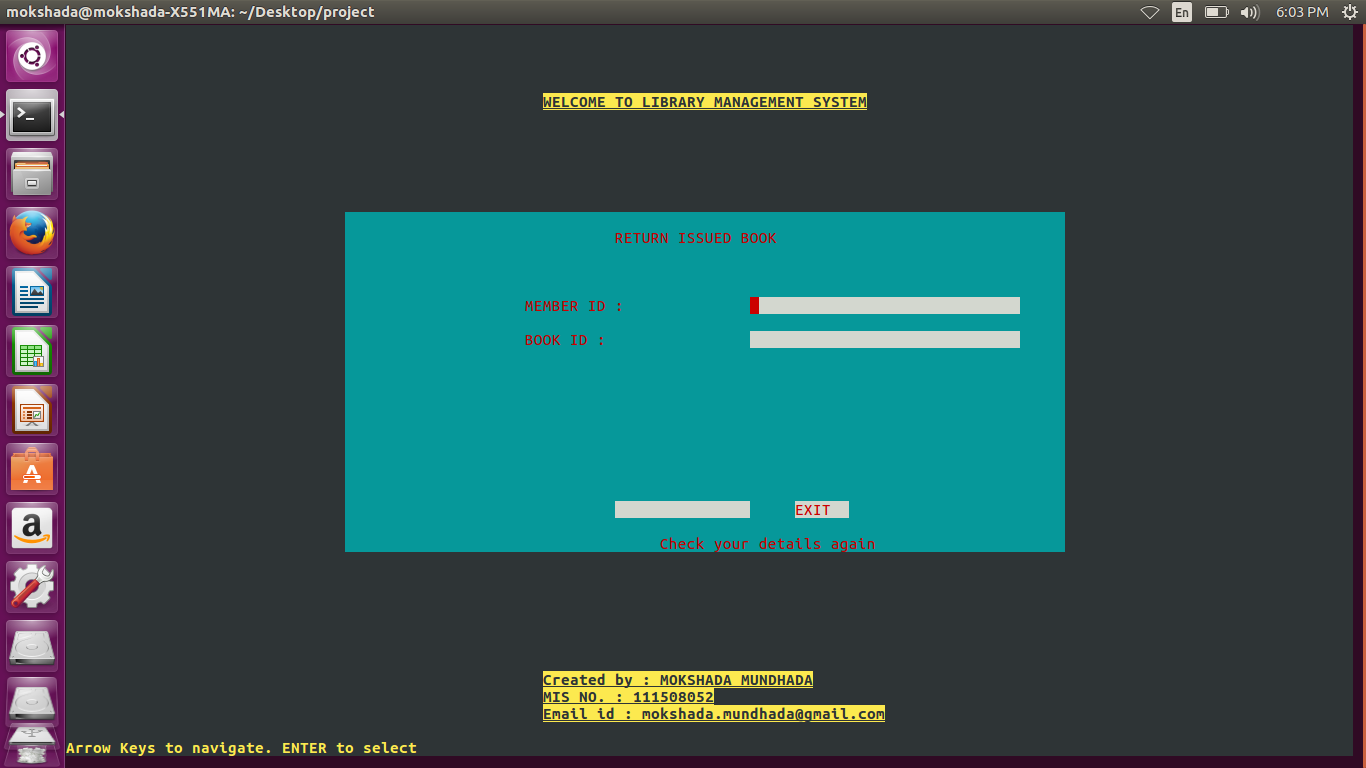 mokshada@mokshada-X551MA: ~/Desktop/project
En
6:03 PM
WELCOME TO LIBRARY MANAGEMENT SYSTEM
RETURN ISSUED BOOK
MEMBER ID :
BOOK ID :
EXIT
Check your details again
Created by : MOKSHADA MUNDHADA
MIS NO. : 111508052
Email id : mokshada.mundhada@gmail.com
Arrow Keys to navigate. ENTER to select